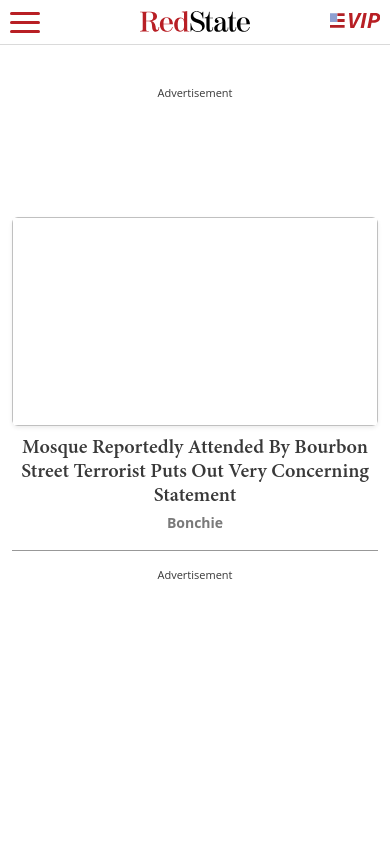 RedState
VIP
Advertisement
Mosque Reportedly Attended By Bourbon
Street Terrorist Puts Out Very Concerning
Statement
Bonchie
Advertisement